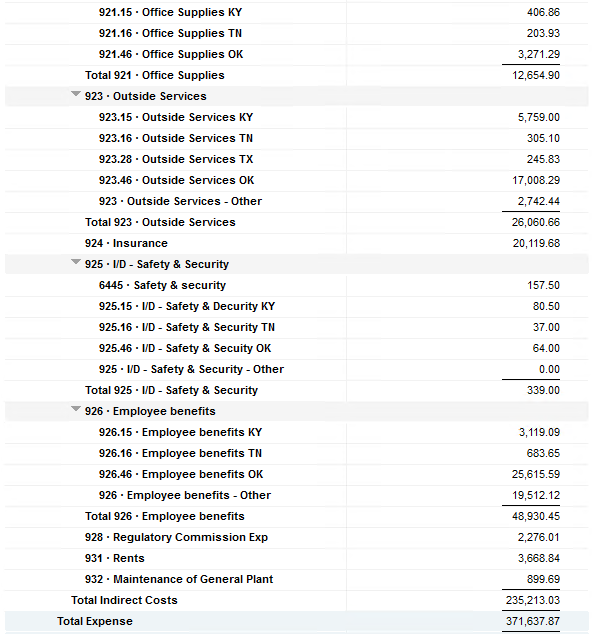 921.15 · Office Supplies KY 406.86
921.16 · Office Supplies TN 203.93
921.46 · Office Supplies OK 3,271.29
Total 921 · Office Supplies 12,654.90
923 · Outside Services
923.15 · Outside Services KY 5,759.00
923.16 · Outside Services TN 305.10
923.28 · Outside Services TX 245.83
923.46 · Outside Services OK 17,008.29
923 · Outside Services - Other 2,742.44
Total 923 · Outside Services 26,060.66
924 · Insurance 20,119.68
925 · I/D - Safety & Security
6445 · Safety & security 157.50
925.15 · I/D - Safety & Decurity KY 80.50
925.16 · I/D - Safety & Security TN 37.00
925.46 · I/D - Safety & Secuity OK 64.00
925 · I/D - Safety & Security - Other 0.00
Total 925 · I/D - Safety & Security 339.00
926 · Employee benefits
926.15 · Employee benefits KY 3,119.09
926.16 · Employee benefits TN 683.65
926.46 · Employee benefits OK 25,615.59
926 · Employee benefits - Other 19,512.12
Total 926 · Employee benefits 48,930.45
928 · Regulatory Commission Exp 2,276.01
931 · Rents 3,668.84
932 · Maintenance of General Plant 899.69
Total Indirect Costs 235,213.03
Total Expense 371,637.87